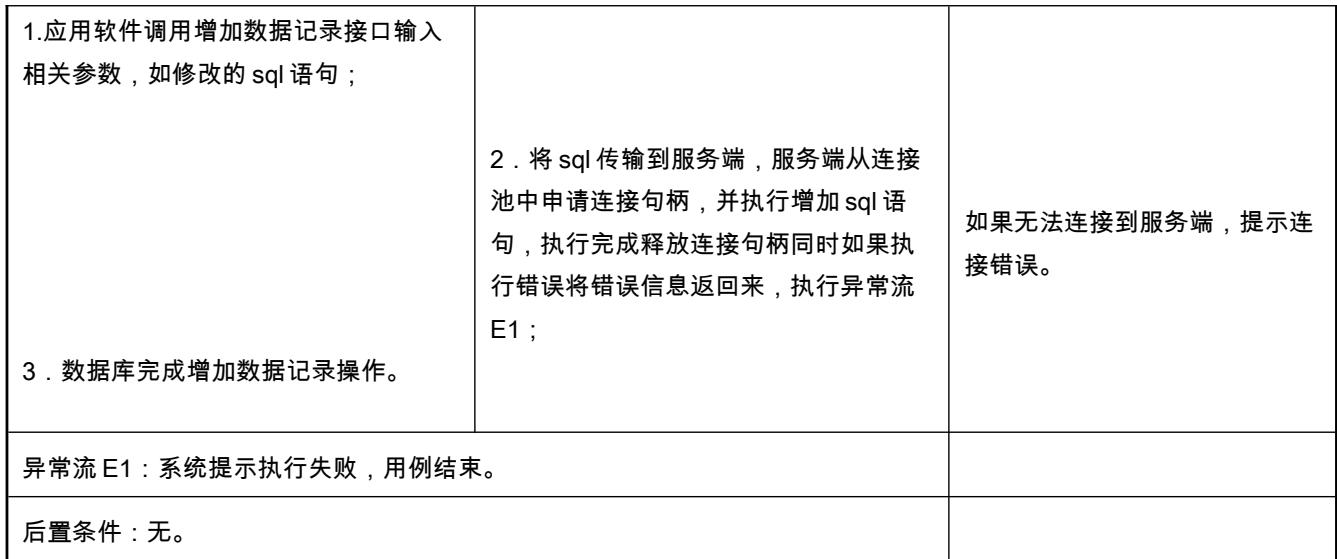 1.应用软件调用增加数据记录接口输入
相关参数，如修改的 sql 语句；
2．将 sql 传输到服务端，服务端从连接
池中申请连接句柄，并执行增加 sql 语
句，执行完成释放连接句柄同时如果执
行错误将错误信息返回来，执行异常流
E1；
3．数据库完成增加数据记录操作。
如果无法连接到服务端，提示连
接错误。
异常流 E1：系统提示执行失败，用例结束。
后置条件：无。